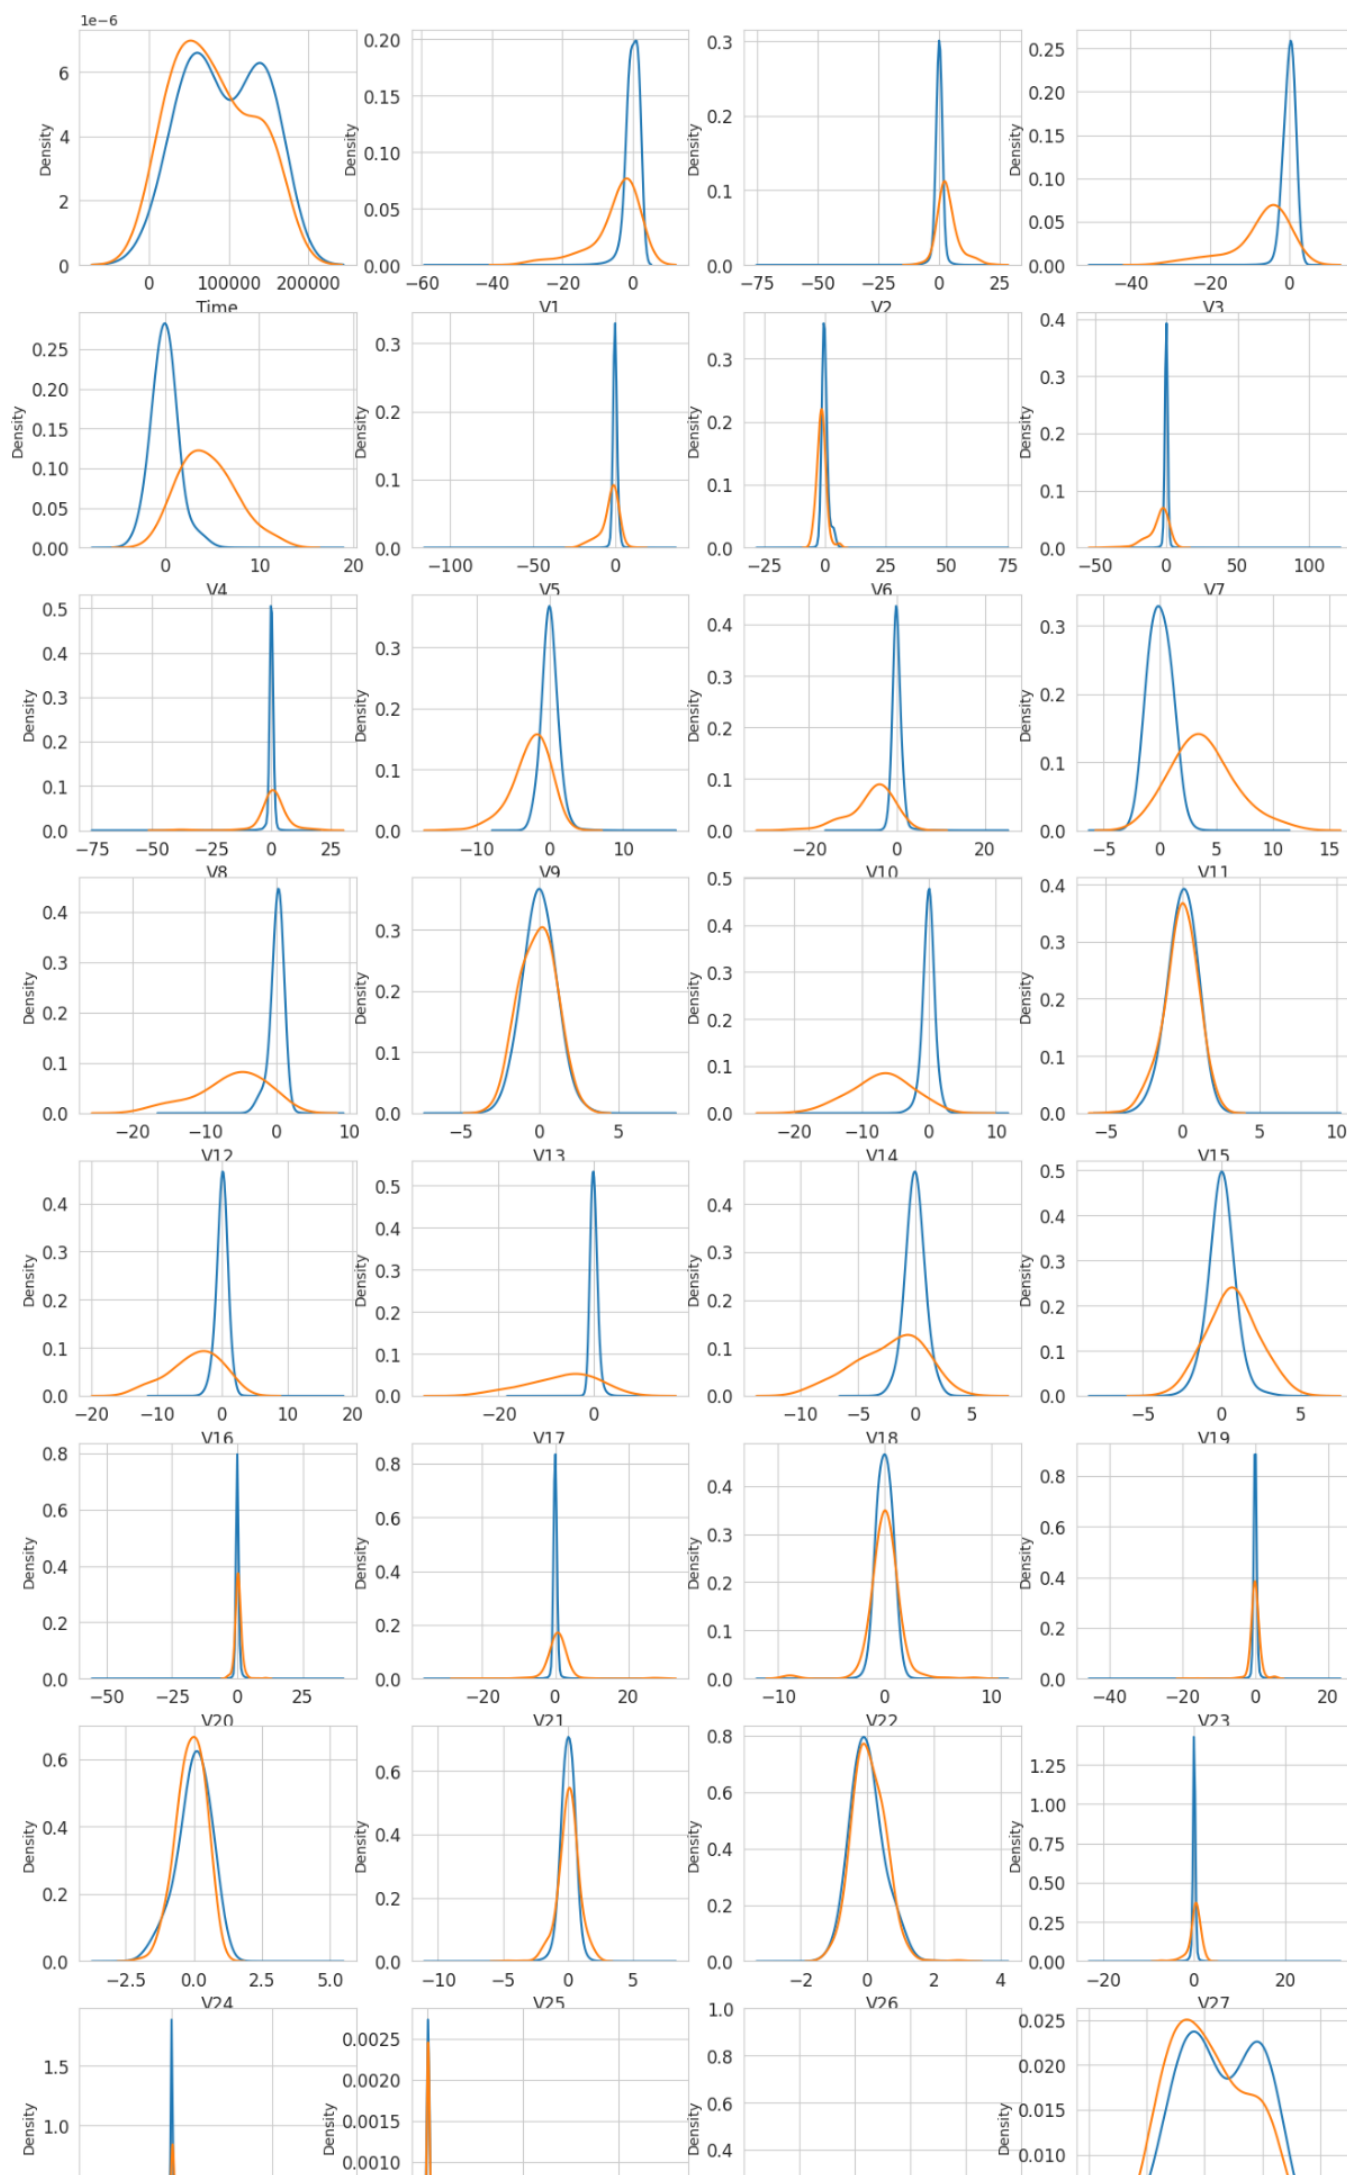 1e−6
6
4
2
0
Density
0 100000 200000
Time
0.20
0.15
0.10
0.05
0.00
Density
−60 −40 −20 0
V1
0.3
0.2
0.1
0.0
Density
−75 −50 −25 0 25
V2
0.25
0.20
0.15
0.10
0.05
0.00
Density
−40 −20 0
V3
0.25
0.20
0.15
0.10
0.05
0.00
Density
0 10 20
V4
0.3
0.2
0.1
0.0
Density
−100 −50 0
V5
0.3
0.2
0.1
0.0
Density
−25 0 25 50 75
V6
0.4
0.3
0.2
0.1
0.0
Density
−50 0 50 100
V7
0.5
0.4
0.3
0.2
0.1
0.0
Density
−75 −50 −25 0 25
V8
0.3
0.2
0.1
0.0
Density
−10 0 10
V9
0.4
0.3
0.2
0.1
0.0
Density
−20 0 20
V10
0.3
0.2
0.1
0.0
Density
−5 0 5 10 15
V11
0.4
0.3
0.2
0.1
0.0
Density
−20 −10 0 10
V12
0.3
0.2
0.1
0.0
Density
−5 0 5
V13
0.5
0.4
0.3
0.2
0.1
0.0
Density
−20 −10 0 10
V14
0.4
0.3
0.2
0.1
0.0
Density
−5 0 5 10
V15
0.4
0.3
0.2
0.1
0.0
Density
−20 −10 0 10 20
V16
0.5
0.4
0.3
0.2
0.1
0.0
Density
−20 0
V17
0.4
0.3
0.2
0.1
0.0
Density
−10 −5 0 5
V18
0.5
0.4
0.3
0.2
0.1
0.0
Density
−5 0 5
V19
0.8
0.6
0.4
0.2
0.0
Density
−50 −25 0 25
V20
0.8
0.6
0.4
0.2
0.0
Density
−20 0 20
V21
0.4
0.3
0.2
0.1
0.0
Density
−10 0 10
V22
0.8
0.6
0.4
0.2
0.0
Density
−40 −20 0 20
V23
0.6
0.4
0.2
0.0
Density
−2.5 0.0 2.5 5.0
V24
0.6
0.4
0.2
0.0
Density
−10 −5 0 5
V25
0.8
0.6
0.4
0.2
0.0
Density
−2 0 2 4
V26
1.25
1.00
0.75
0.50
0.25
0.00
Density
−20 0 20
V27
1.5
1.0
Density
0.0025
0.0020
0.0015
0.0010
Density
1.0
0.8
0.6
0.4
Density
0.025
0.020
0.015
0.010
Density